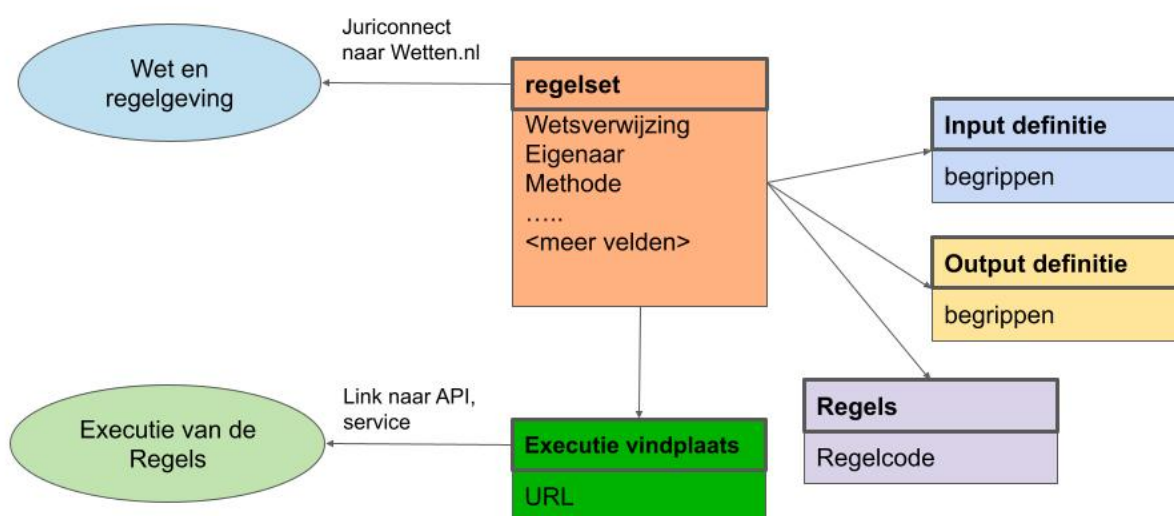 Juriconnect
naar Wetten.nl
Wet en
regelgeving
regelset
Wetsverwijzing
Eigenaar
Methode
.....
<meer velden>
Input definitie
begrippen
Output definitie
begrippen
Regels
Regelcode
Link naar API,
service
Executie van de
Regels
Executie vindplaats
URL